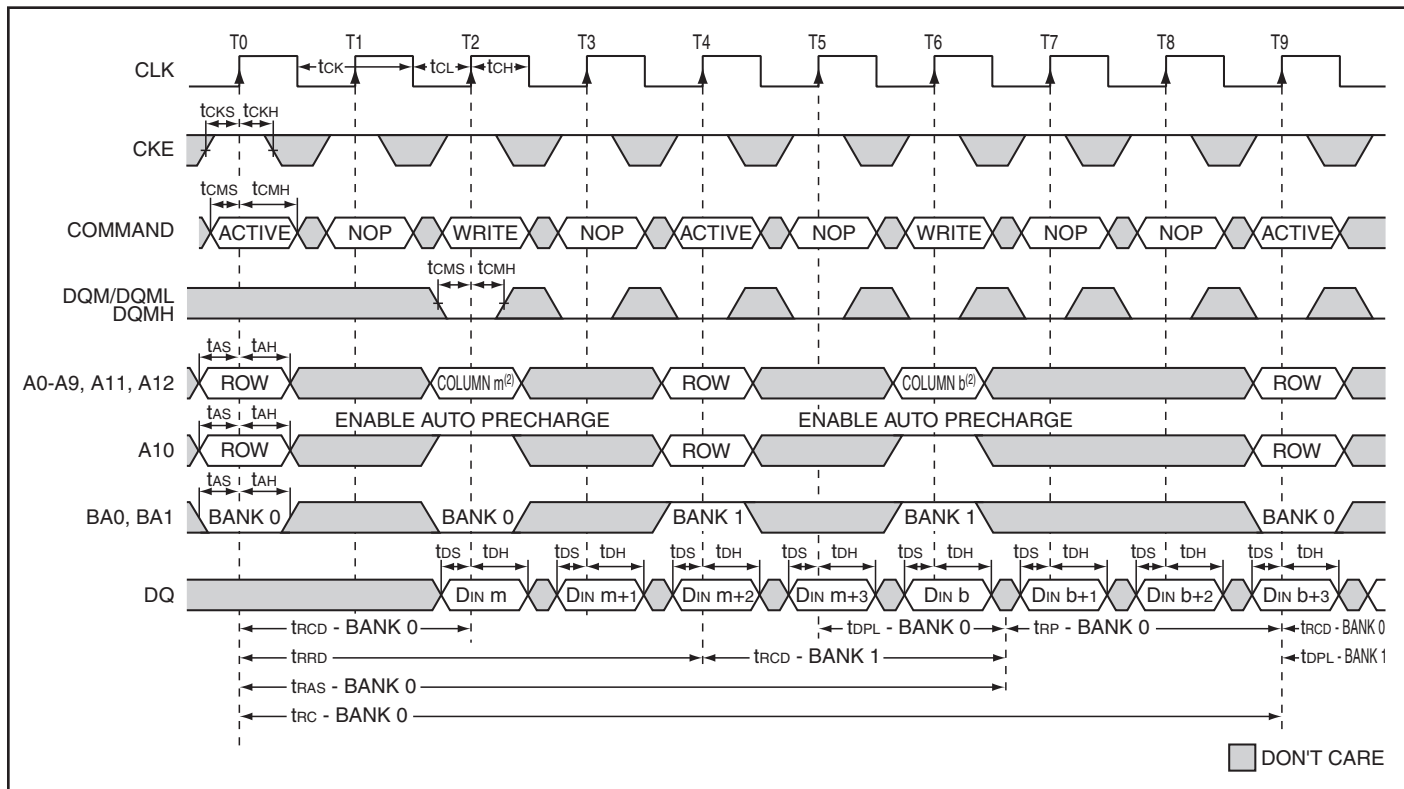 T0 T1 T2 T3 T4 T5 T6 T7 T8 T9
CLK tCK tCL tCH
tCKS tCKH
CKE
tCMS tCMH
COMMAND ACTIVE NOP WRITE NOP ACTIVE NOP WRITE NOP NOP ACTIVE
tCMS tCMH
DQM/DQML
DQMH
tAS tAH
A0-A9, A11, A12 ROW COLUMN m(2) ROW COLUMN b(2) ROW
tAS tAH ENABLE AUTO PRECHARGE ENABLE AUTO PRECHARGE
A10 ROW ROW ROW
tAS tAH
BA0, BA1 BANK 0 BANK 0 BANK 1 BANK 1 BANK 0
tDS tDH tDS tDH tDS tDH tDS tDH tDS tDH tDS tDH tDS tDH tDS tDH
DQ DIN m DIN m+1 DIN m+2 DIN m+3 DIN b DIN b+1 DIN b+2 DIN b+3
tRCD - BANK 0 tDPL - BANK 0 tRP - BANK 0 tRCD - BANK 0
tRRD tRCD - BANK 1 tDPL - BANK 1
tRAS - BANK 0
tRC - BANK 0
DON'T CARE